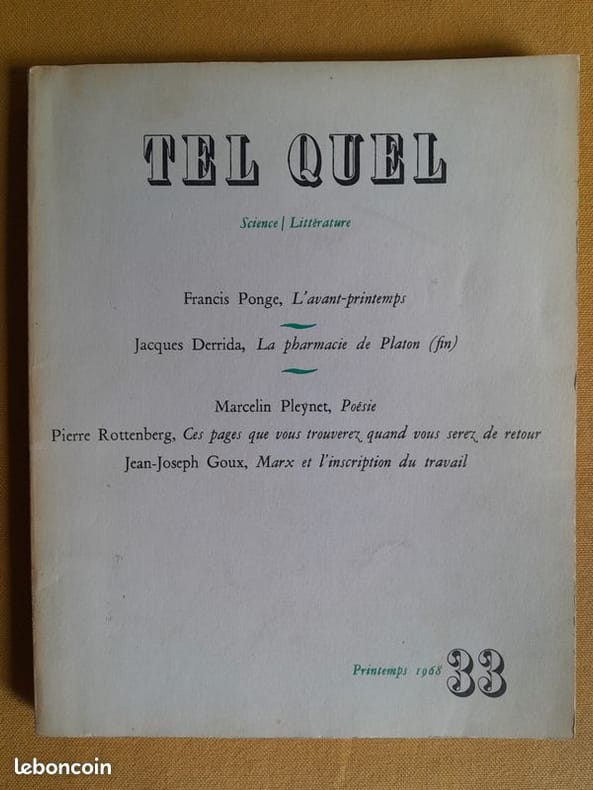 TEL QUEL
Science | Littérature
Francis Ponge, L'avant-printemps
Jacques Derrida, La pharmacie de Platon (fin)
Marcelin Pleynet, Poésie
Pierre Rottenberg, Ces pages que vous trouverez quand vous serez de retour
Jean-Joseph Goux, Marx et l'inscription du travail
Printemps 1968 33
leboncoin